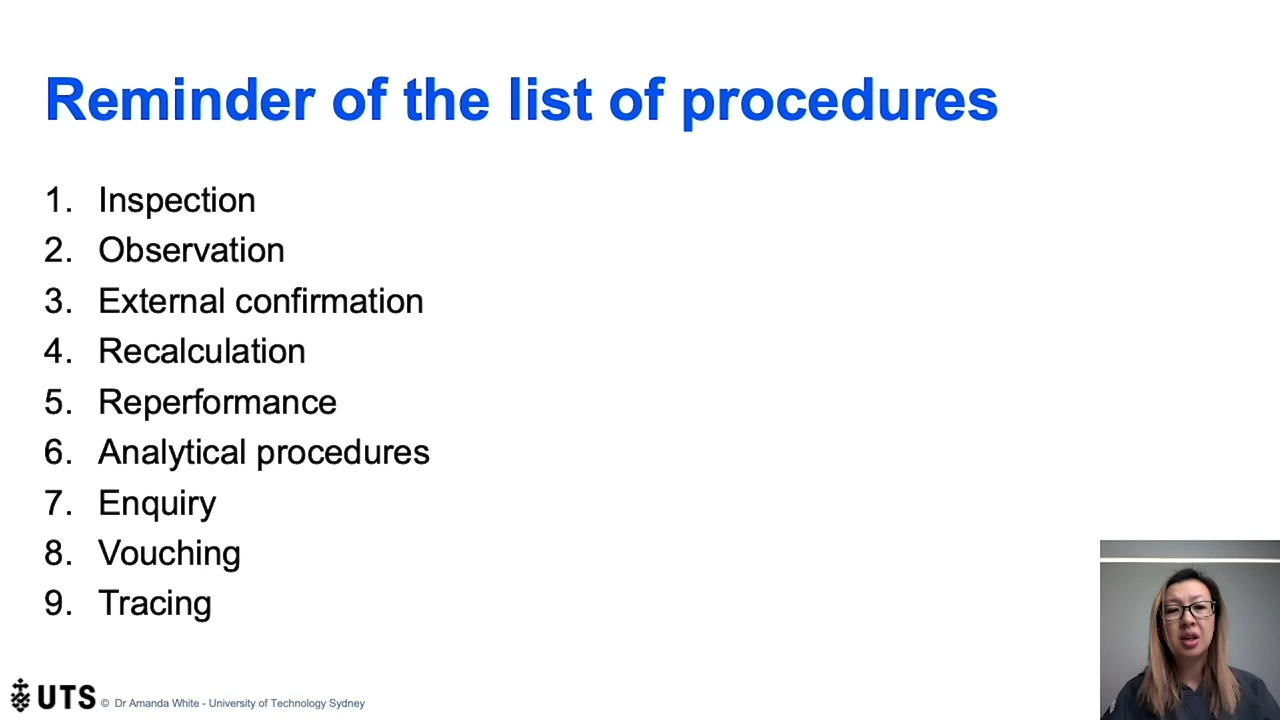 Reminder of the list of procedures
1. Inspection
2. Observation
3. External confirmation
4. Recalculation
5. Reperformance
6. Analytical procedures
7. Enquiry
8. Vouching
9. Tracing
UTS © Dr Amanda White - University of Technology Sydney